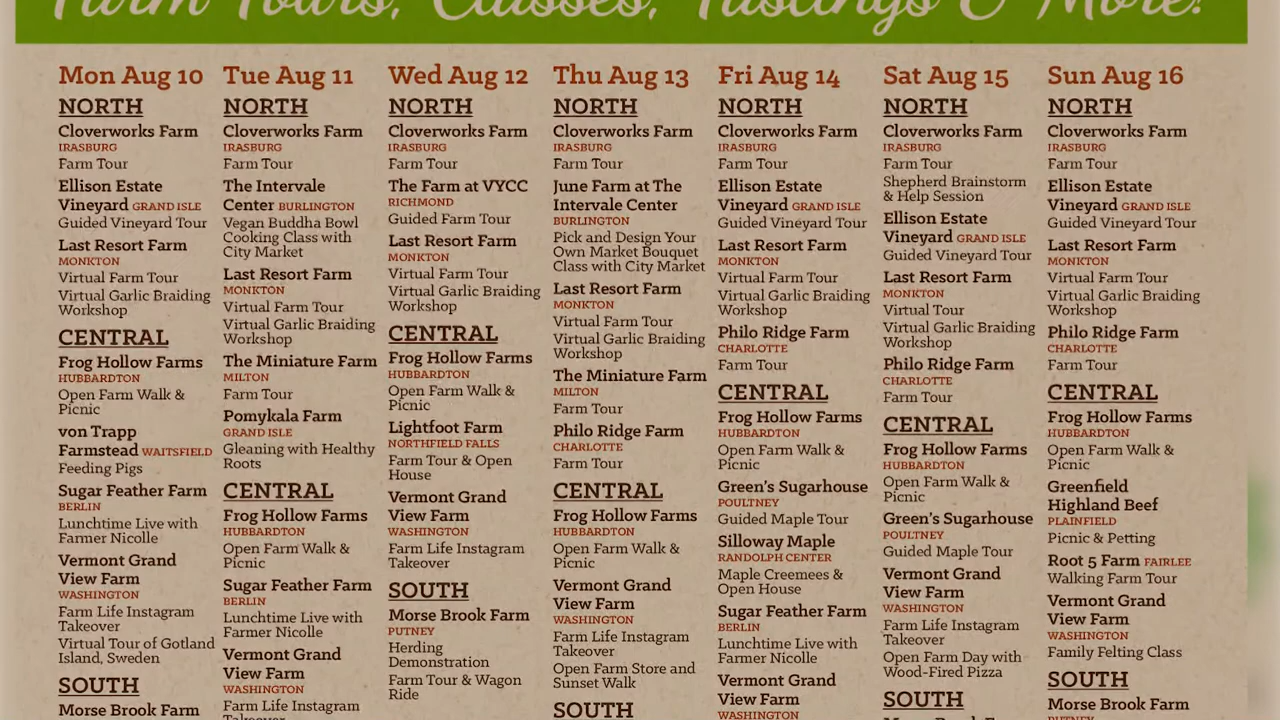 Farm Tours, Classes, Tastings & More!
Mon Aug 10
NORTH
Cloverworks Farm
IRASBURG
Farm Tour
Ellison Estate
Vineyard GRAND ISLE
Guided Vineyard Tour
Last Resort Farm
MONKTON
Virtual Farm Tour
Virtual Garlic Braiding
Workshop
CENTRAL
Frog Hollow Farms
HUBBARDTON
Open Farm Walk &
Picnic
von Trapp
Farmstead WAITSFIELD
Feeding Pigs
Sugar Feather Farm
BERLIN
Lunchtime Live with
Farmer Nicolle
Vermont Grand
View Farm
WASHINGTON
Farm Life Instagram
Takeover
Virtual Tour of Gotland
Island, Sweden
SOUTH
Morse Brook Farm
Tue Aug 11
NORTH
Cloverworks Farm
IRASBURG
Farm Tour
The Intervale
Center BURLINGTON
Vegan Buddha Bowl
Cooking Class with
City Market
Last Resort Farm
MONKTON
Virtual Farm Tour
Virtual Garlic Braiding
Workshop
The Miniature Farm
MILTON
Farm Tour
Pomykala Farm
GRAND ISLE
Gleaning with Healthy
Roots
CENTRAL
Frog Hollow Farms
HUBBARDTON
Open Farm Walk &
Picnic
Sugar Feather Farm
BERLIN
Lunchtime Live with
Farmer Nicolle
Vermont Grand
View Farm
WASHINGTON
Farm Life Instagram
Takeover
Wed Aug 12
NORTH
Cloverworks Farm
IRASBURG
Farm Tour
The Farm at VYCC
RICHMOND
Guided Farm Tour
Last Resort Farm
MONKTON
Virtual Farm Tour
Virtual Garlic Braiding
Workshop
CENTRAL
Frog Hollow Farms
HUBBARDTON
Open Farm Walk &
Picnic
Lightfoot Farm
NORTHFIELD FALLS
Farm Tour & Open
House
Vermont Grand
View Farm
WASHINGTON
Farm Life Instagram
Takeover
SOUTH
Morse Brook Farm
PUTNEY
Herding
Demonstration
Farm Tour & Wagon
Ride
Thu Aug 13
NORTH
Cloverworks Farm
IRASBURG
Farm Tour
June Farm at The
Intervale Center
BURLINGTON
Pick and Design Your
Own Market Bouquet
Class with City Market
Last Resort Farm
MONKTON
Virtual Farm Tour
Virtual Garlic Braiding
Workshop
The Miniature Farm
MILTON
Farm Tour
Philo Ridge Farm
CHARLOTTE
Farm Tour
CENTRAL
Frog Hollow Farms
HUBBARDTON
Open Farm Walk &
Picnic
Vermont Grand
View Farm
WASHINGTON
Farm Life Instagram
Takeover
Open Farm Store and
Sunset Walk
SOUTH
Fri Aug 14
NORTH
Cloverworks Farm
IRASBURG
Farm Tour
Ellison Estate
Vineyard GRAND ISLE
Guided Vineyard Tour
Last Resort Farm
MONKTON
Virtual Farm Tour
Virtual Garlic Braiding
Workshop
Philo Ridge Farm
CHARLOTTE
Farm Tour
CENTRAL
Frog Hollow Farms
HUBBARDTON
Open Farm Walk &
Picnic
Green's Sugarhouse
POULTNEY
Guided Maple Tour
Silloway Maple
RANDOLPH CENTER
Maple Creemees &
Open House
Sugar Feather Farm
BERLIN
Lunchtime Live with
Farmer Nicolle
Vermont Grand
View Farm
WASHINGTON
Sat Aug 15
NORTH
Cloverworks Farm
IRASBURG
Farm Tour
Shepherd Brainstorm
& Help Session
Ellison Estate
Vineyard GRAND ISLE
Guided Vineyard Tour
Last Resort Farm
MONKTON
Virtual Tour
Virtual Garlic Braiding
Workshop
Philo Ridge Farm
CHARLOTTE
Farm Tour
CENTRAL
Frog Hollow Farms
HUBBARDTON
Open Farm Walk &
Picnic
Green's Sugarhouse
POULTNEY
Guided Maple Tour
Vermont Grand
View Farm
WASHINGTON
Farm Life Instagram
Takeover
Open Farm Day with
Wood-Fired Pizza
SOUTH
Sun Aug 16
NORTH
Cloverworks Farm
IRASBURG
Farm Tour
Ellison Estate
Vineyard GRAND ISLE
Guided Vineyard Tour
Last Resort Farm
MONKTON
Virtual Farm Tour
Virtual Garlic Braiding
Workshop
Philo Ridge Farm
CHARLOTTE
Farm Tour
CENTRAL
Frog Hollow Farms
HUBBARDTON
Open Farm Walk &
Picnic
Greenfield
Highland Beef
PLAINFIELD
Picnic & Petting
Root 5 Farm FAIRLEE
Walking Farm Tour
Vermont Grand
View Farm
WASHINGTON
Family Felting Class
SOUTH
Morse Brook Farm
PUTNEY